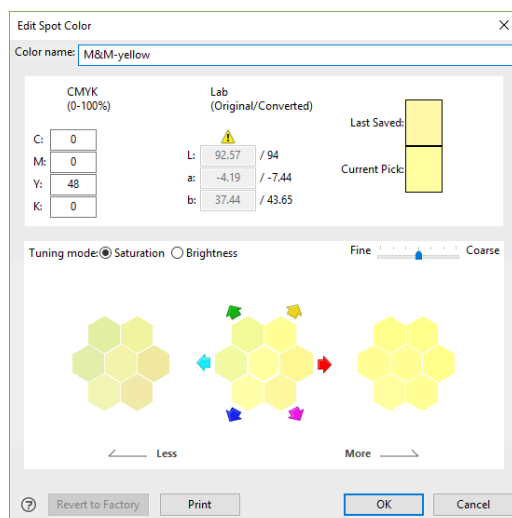 Edit Spot Color
Color name: M&M-yellow
CMYK
(0-100%)
C: 0
M: 0
Y: 48
K: 0
Lab
(Original/Converted)
L: 92.57 / 94
a: -4.19 / -7.44
b: 37.44 / 43.65
Last Saved:
Current Pick:
Tuning mode: Saturation Brightness
Fine Coarse
Less More
? Revert to Factory Print OK Cancel